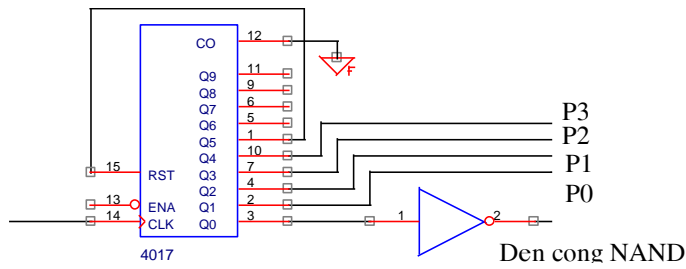 CO 12
F
Q9 11
Q8 9
Q7 6
Q6 5
Q5 1
Q4 10
Q3 7
Q2 4
Q1 2
Q0 3
15 RST
13 ENA
14 CLK
4017
P3
P2
P1
P0
1 2
Den cong NAND